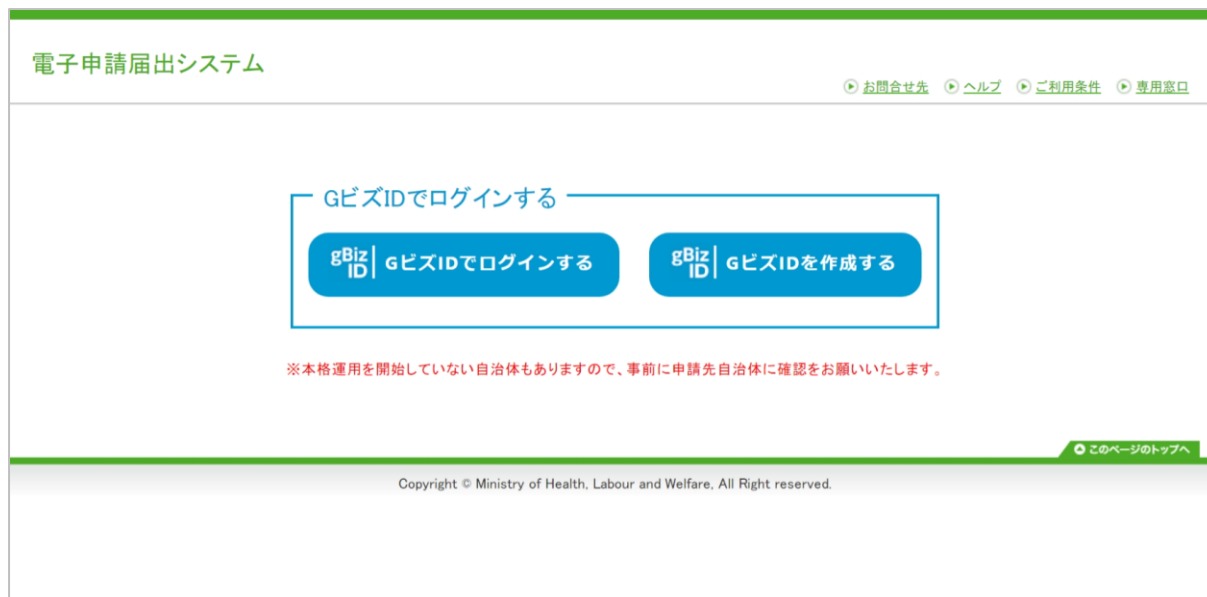 電子申請届出システム
お問合せ先 ヘルプ ご利用条件 専用窓口
GビズIDでログインする
gBiz ID GビズIDでログインする
gBiz ID GビズIDを作成する
※本格運用を開始していない自治体もありますので、事前に申請先自治体に確認をお願いいたします。
このページのトップへ
Copyright © Ministry of Health, Labour and Welfare, All Right reserved.